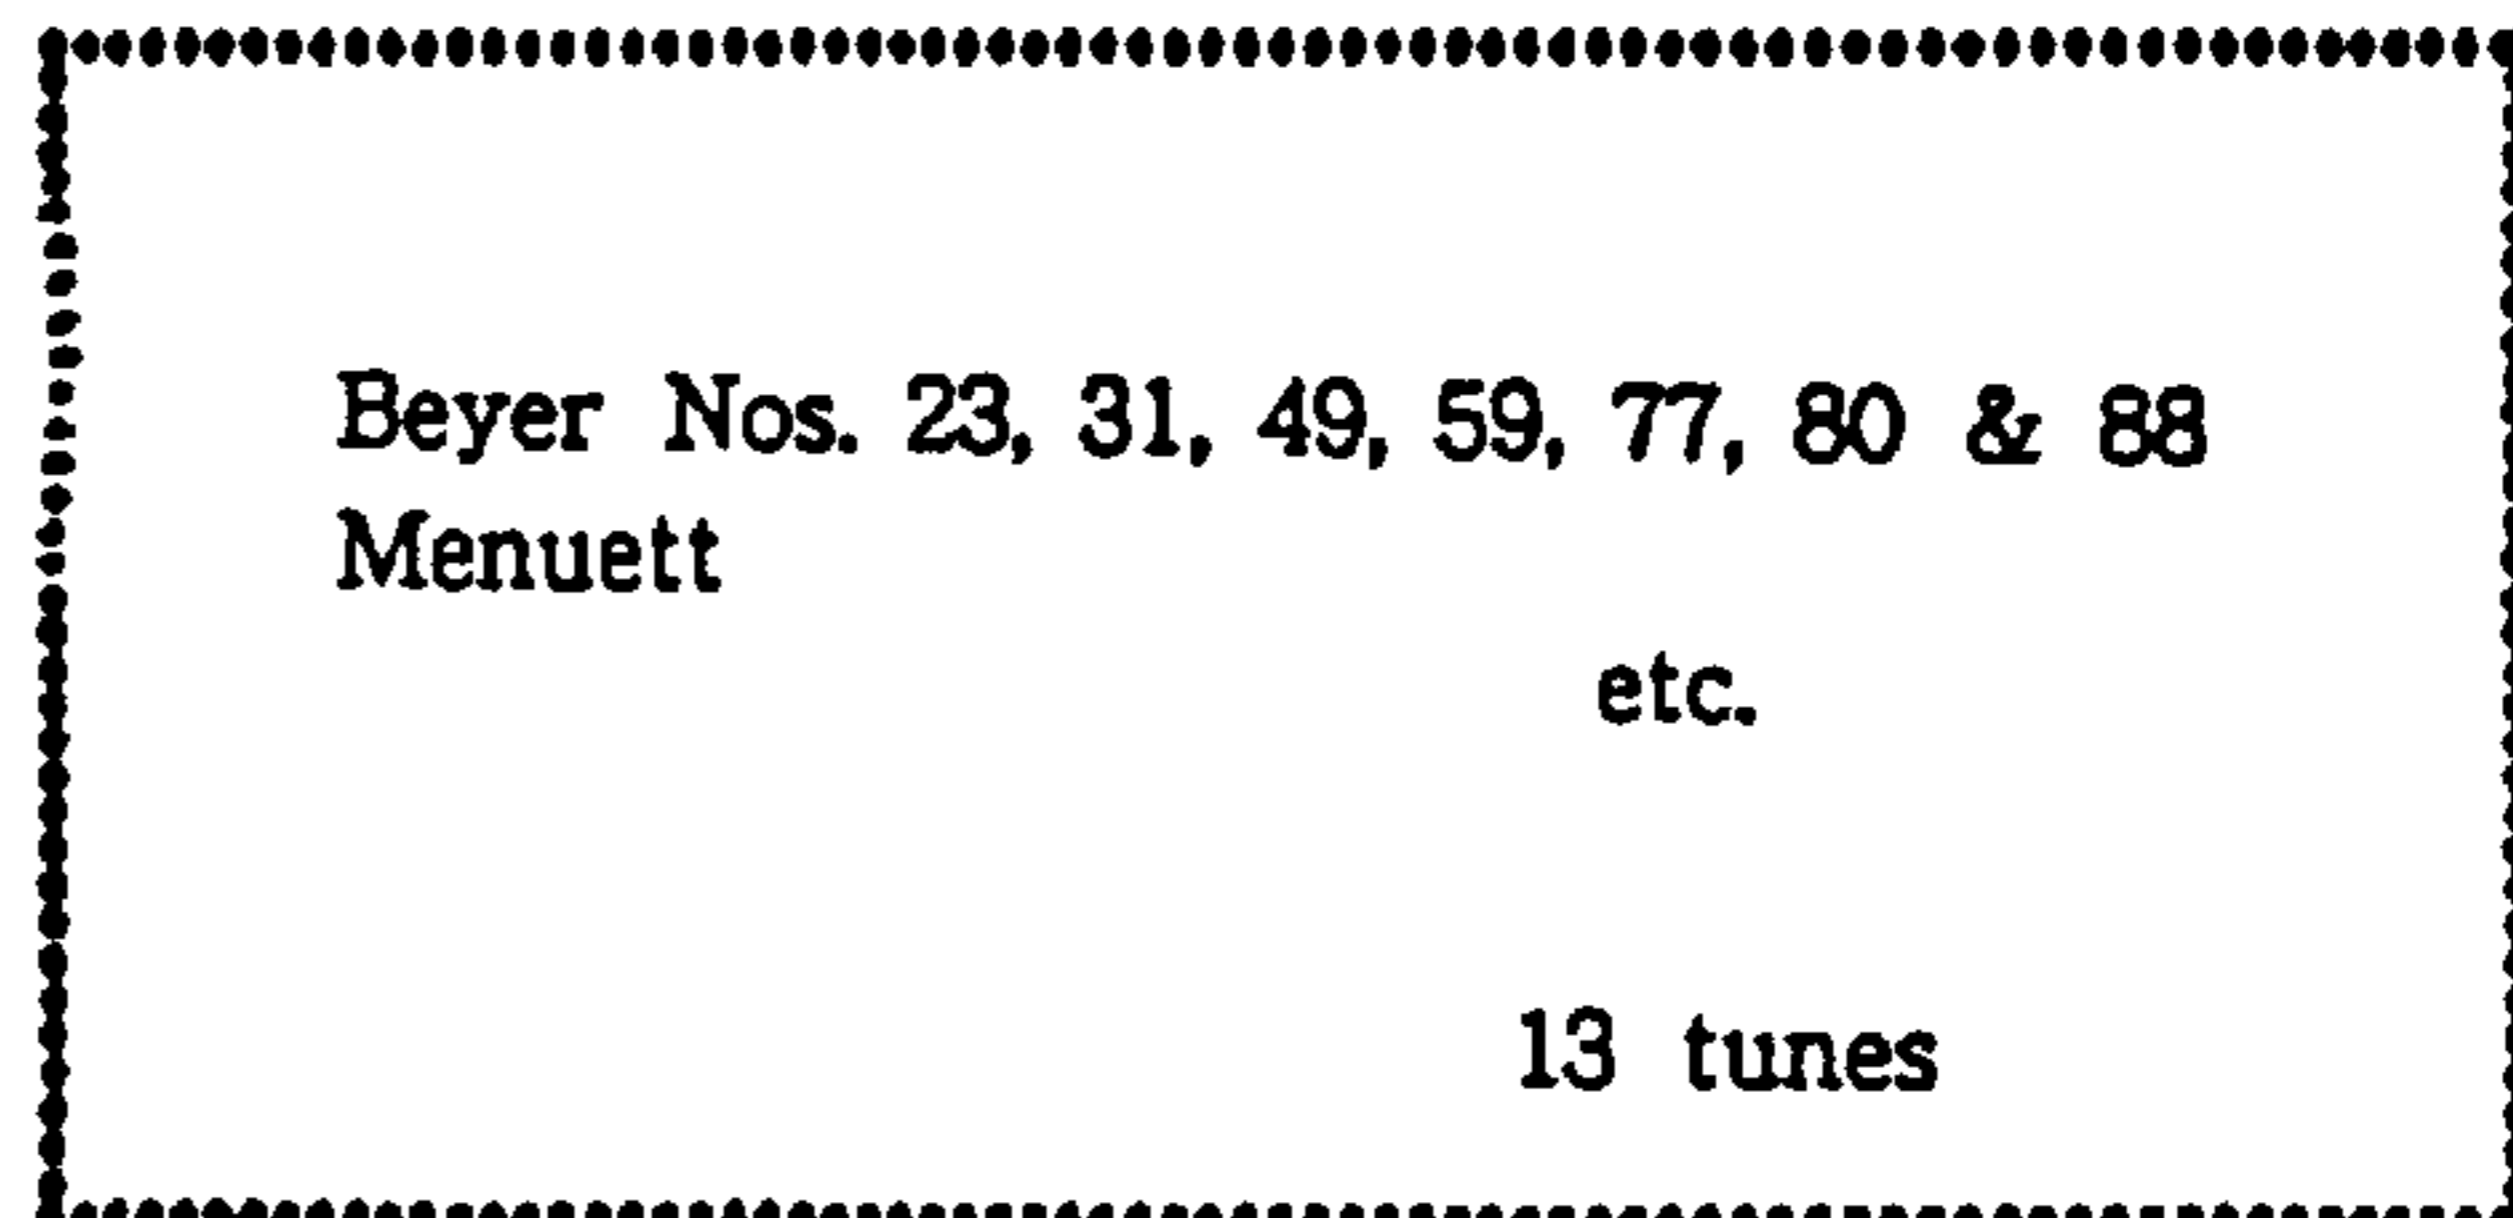 Beyer Nos. 23, 31, 49, 59, 77, 80 & 88
Menuett
etc.
13 tunes